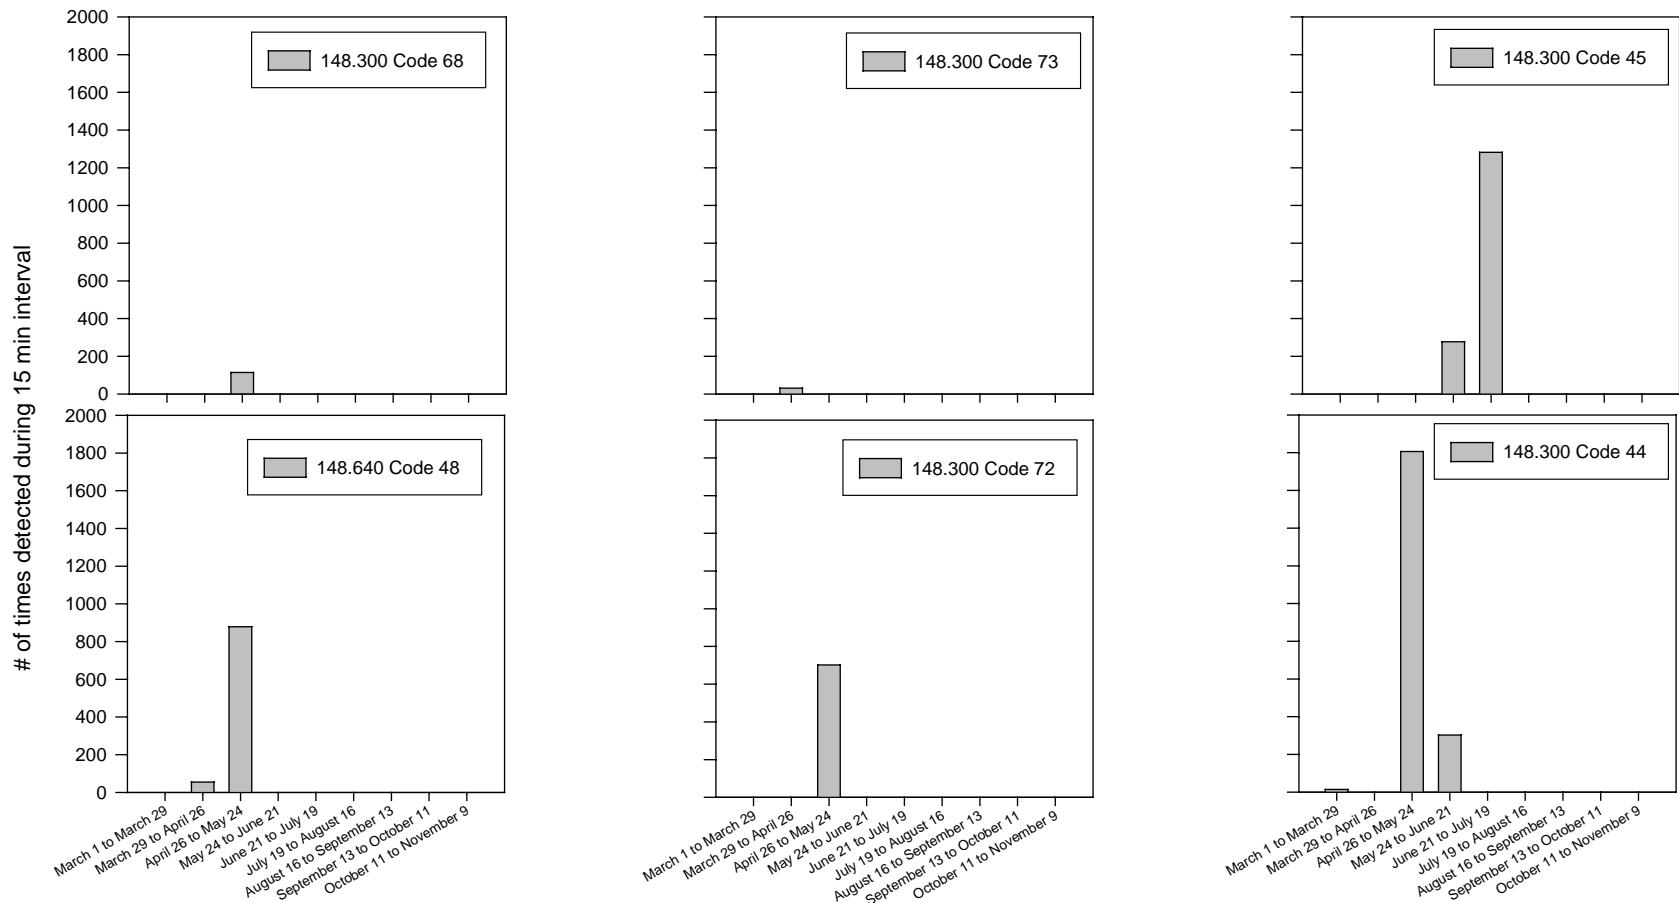 # of times detected during 15 min interval
2000
1800
1600
1400
1200
1000
800
600
400
200
0
148.300 Code 68
148.300 Code 73
148.300 Code 45
2000
1800
1600
1400
1200
1000
800
600
400
200
0
148.640 Code 48
148.300 Code 72
148.300 Code 44
March 1 to March 29
March 29 to April 26
April 26 to May 24
May 24 to June 21
June 21 to July 19
July 19 to August 16
August 16 to September 13
September 13 to October 11
October 11 to November 9
March 1 to March 29
March 29 to April 26
April 26 to May 24
May 24 to June 21
June 21 to July 19
July 19 to August 16
August 16 to September 13
September 13 to October 11
October 11 to November 9
March 1 to March 29
March 29 to April 26
April 26 to May 24
May 24 to June 21
June 21 to July 19
July 19 to August 16
August 16 to September 13
September 13 to October 11
October 11 to November 9